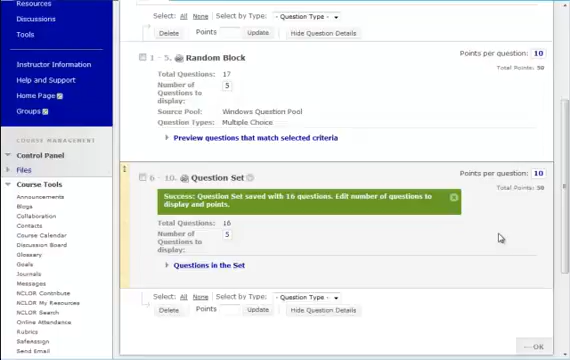 Resources
Discussions
Tools
Instructor Information
Help and Support
Home Page
Groups
COURSE MANAGEMENT
Control Panel
Files
Course Tools
Announcements
Blogs
Collaboration
Contacts
Course Calendar
Discussion Board
Glossary
Goals
Journals
Messages
NCLOR Contribute
NCLOR My Resources
NCLOR Search
Online Attendance
Rubrics
SafeAssign
Send Email
Select: All None | Select by Type: - Question Type -
Delete Points Update Hide Question Details
1 - 5. Random Block Points per question: 10
Total Points: 50
Total Questions: 17
Number of Questions to display: 5
Source Pool: Windows Question Pool
Question Types: Multiple Choice
Preview questions that match selected criteria
6 - 10. Question Set Points per question: 10
Total Points: 50
Success: Question Set saved with 16 questions. Edit number of questions to
display and points.
Total Questions: 16
Number of Questions to display: 5
Questions in the Set
Select: All None | Select by Type: - Question Type -
Delete Points Update Hide Question Details
OK